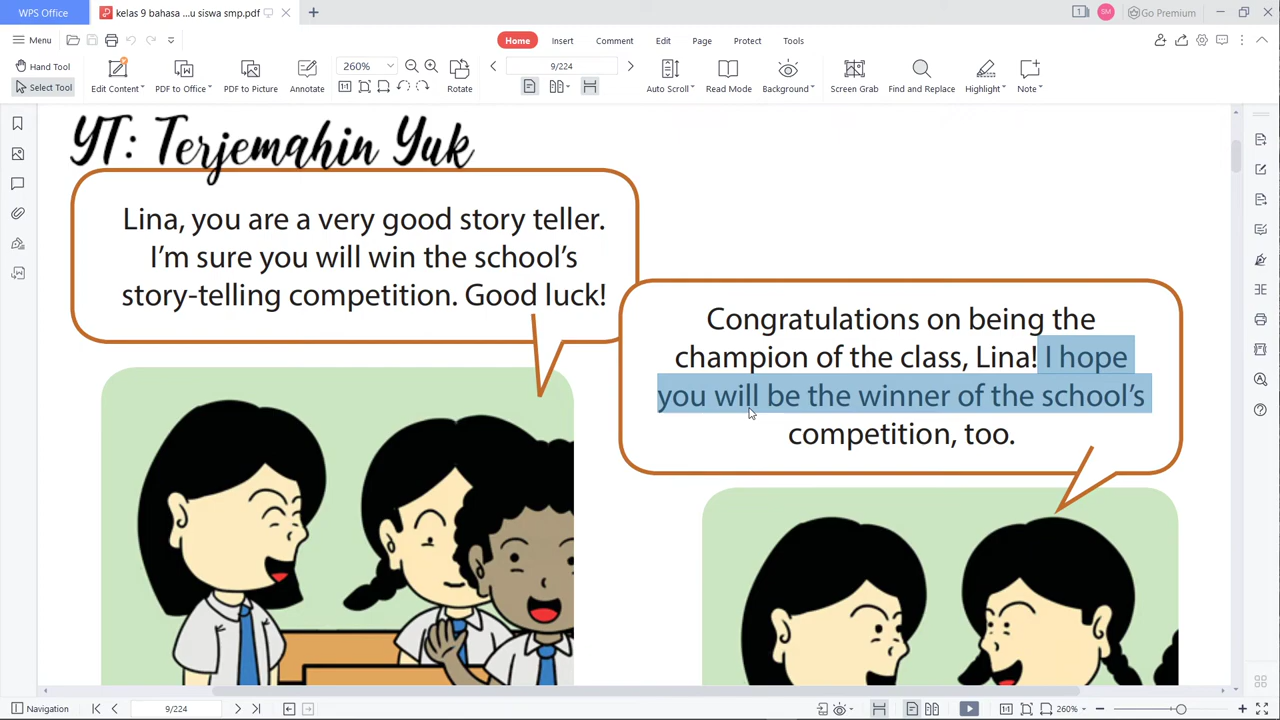 WPS Office
kelas 9 bahasa ...u siswa smp.pdf
Go Premium
Menu
Home
Insert
Comment
Edit
Page
Protect
Tools
Hand Tool
Select Tool
Edit Content
PDF to Office
PDF to Picture
Annotate
260%
Rotate
9/224
Auto Scroll
Read Mode
Background
Screen Grab
Find and Replace
Highlight
Note
YT: Terjemahin Yuk
Lina, you are a very good story teller.
I'm sure you will win the school's
story-telling competition. Good luck!
Congratulations on being the
champion of the class, Lina! I hope
you will be the winner of the school's
competition, too.
Navigation
9/224
260%